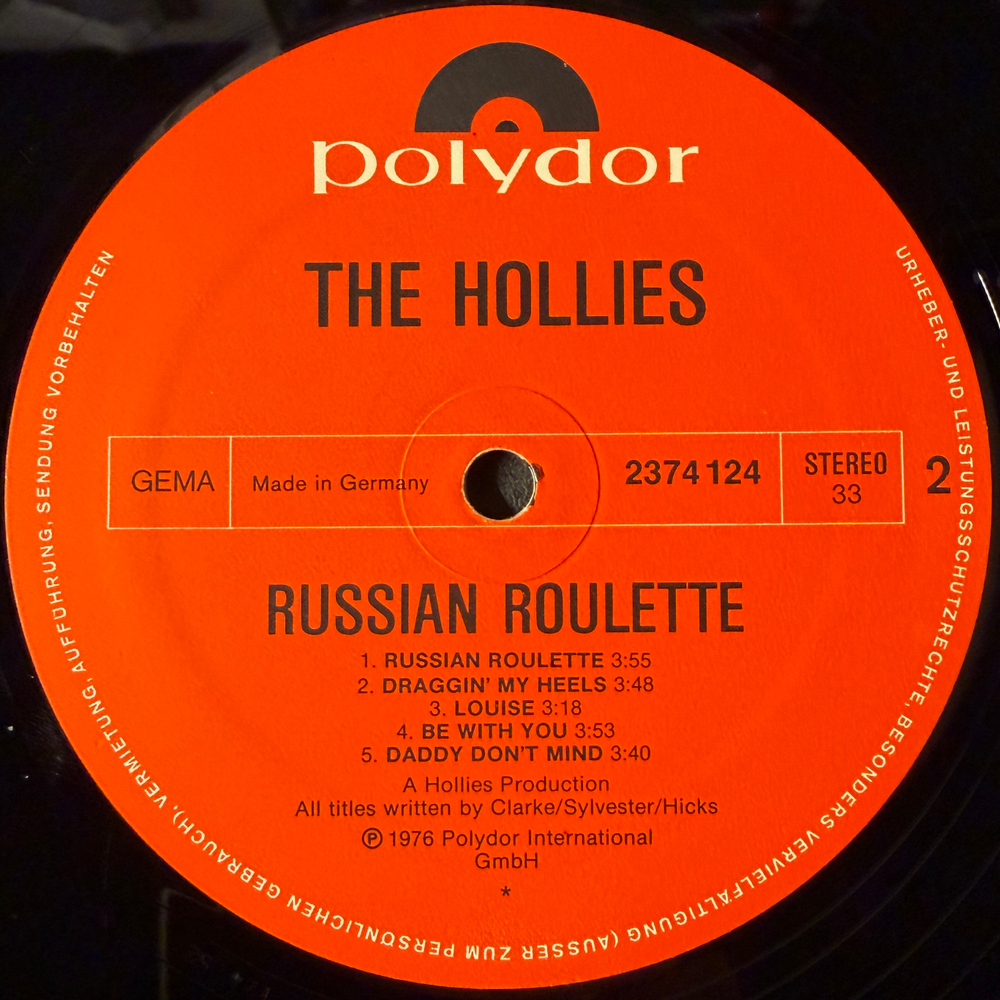 polydor
THE HOLLIES
GEMA
Made in Germany
2374 124
STEREO
33
2
RUSSIAN ROULETTE
1. RUSSIAN ROULETTE 3:55
2. DRAGGIN' MY HEELS 3:48
3. LOUISE 3:18
4. BE WITH YOU 3:53
5. DADDY DON'T MIND 3:40
A Hollies Production
All titles written by Clarke/Sylvester/Hicks
℗ 1976 Polydor International
GmbH
*
URHEBER- UND LEISTUNGSSCHUTZRECHTE, BESONDERS VERVIELFÄLTIGUNG (AUSSER ZUM PERSÖNLICHEN GEBRAUCH), VERMIETUNG, AUFFÜHRUNG, SENDUNG VORBEHALTEN